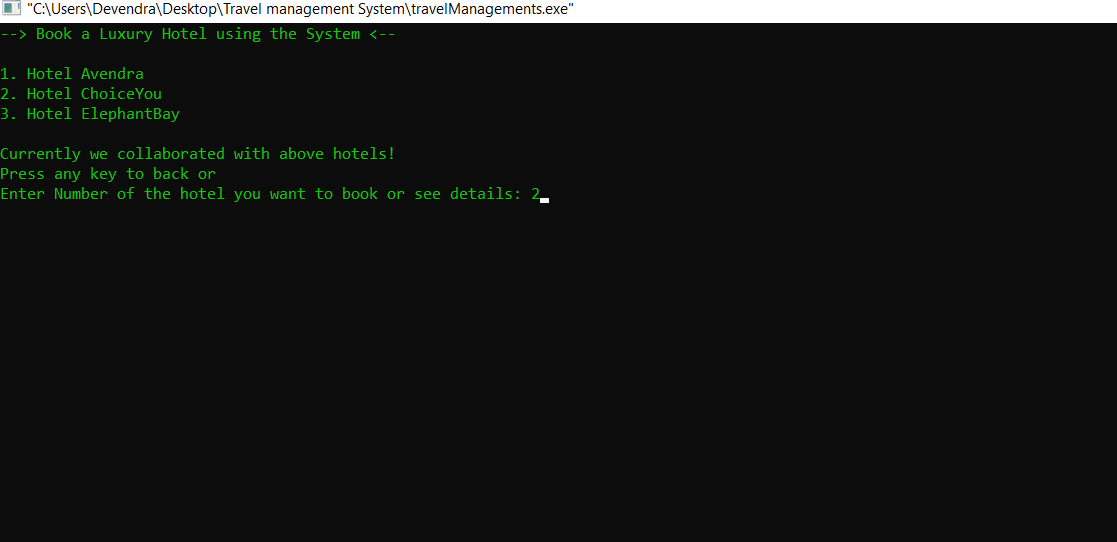 "C:\Users\Devendra\Desktop\Travel management System\travelManagements.exe"
--> Book a Luxury Hotel using the System <--
1. Hotel Avendra
2. Hotel ChoiceYou
3. Hotel ElephantBay
Currently we collaborated with above hotels!
Press any key to back or
Enter Number of the hotel you want to book or see details: 2